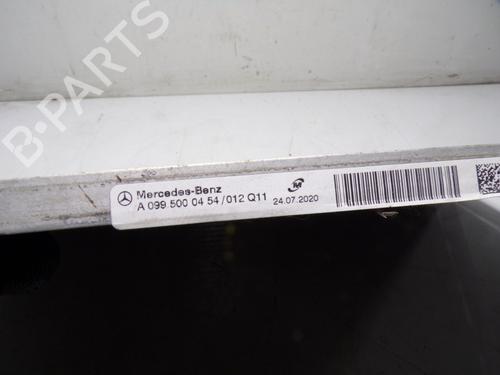 B-PARTS
Mercedes-Benz
A 099 500 04 54 / 012 Q11
24.07.2020